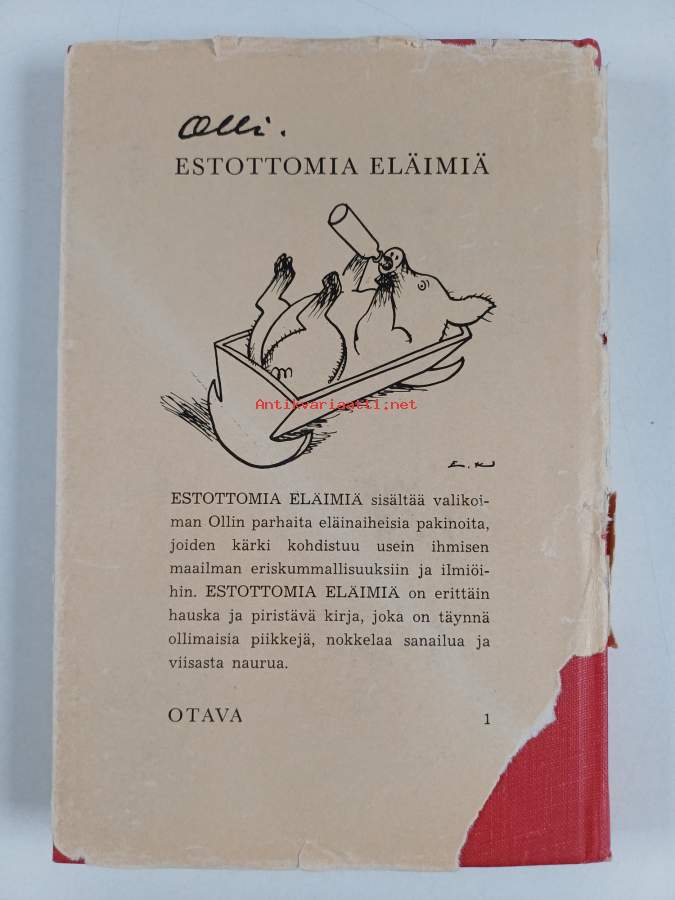 Olli.
ESTOTTOMIA ELÄIMIÄ
Antikvariaatti.net
E. K
ESTOTTOMIA ELÄIMIÄ sisältää valikoi-
man Ollin parhaita eläinaiheisia pakinoita,
joiden kärki kohdistuu usein ihmisen
maailman eriskummallisuuksiin ja ilmiöi-
hin. ESTOTTOMIA ELÄIMIÄ on erittäin
hauska ja piristävä kirja, joka on täynnä
ollimaisia piikkejä, nokkelaa sanailua ja
viisasta naurua.
OTAVA 1